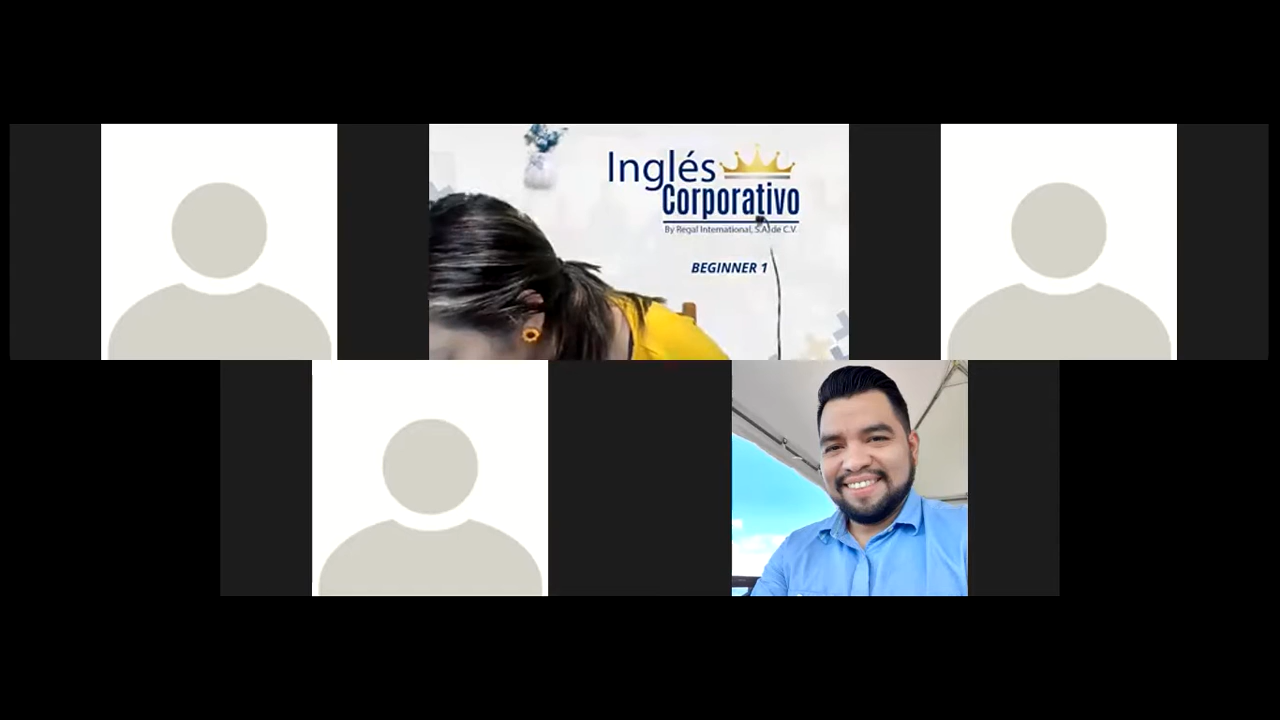 Inglés
Corporativo
By Regal International, S.A. de C.V.
BEGINNER 1